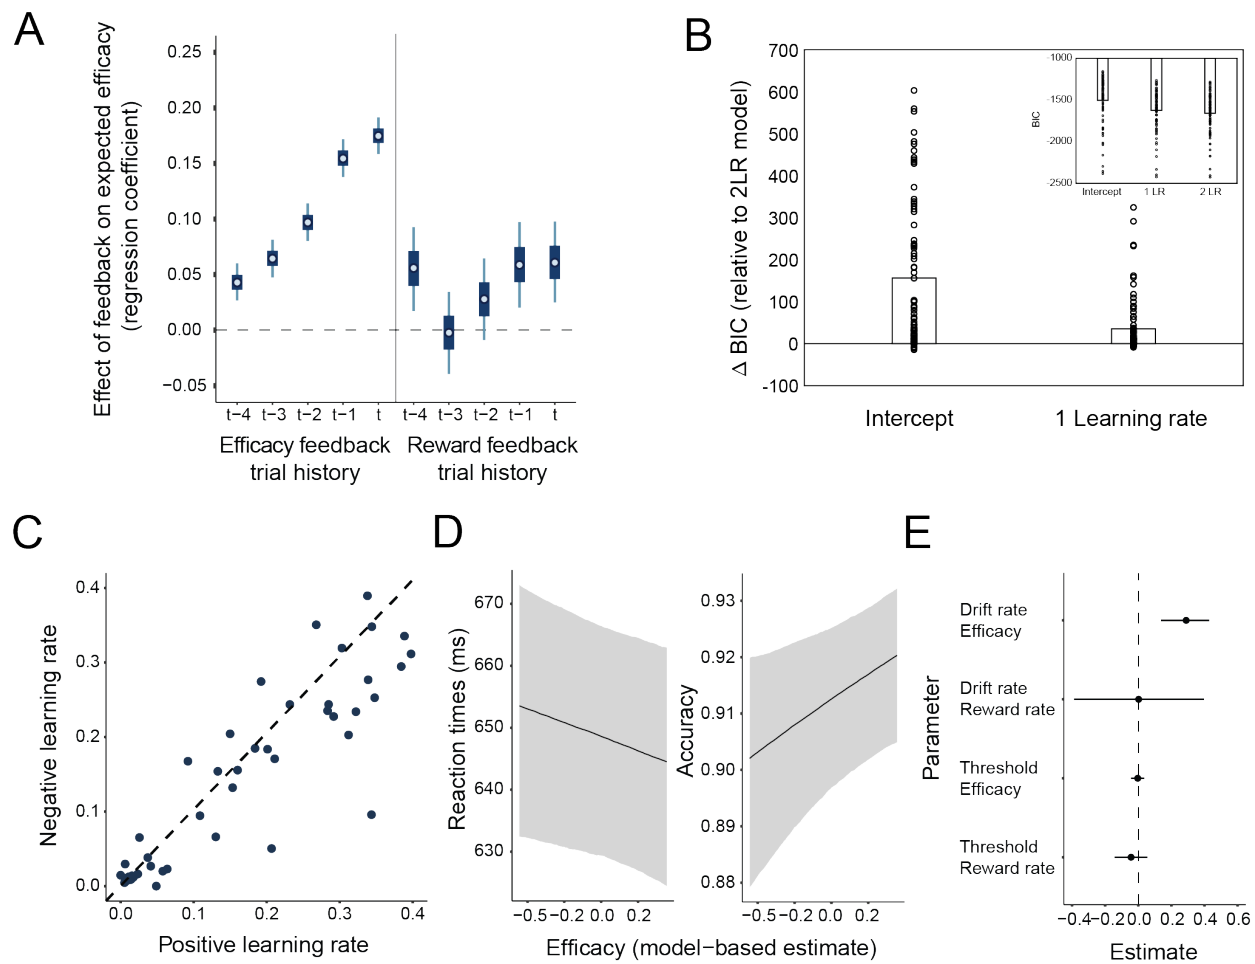 A
Effect of feedback on expected efficacy
(regression coefficient)
0.25
0.20
0.15
0.10
0.05
0.00
−0.05
t−4 t−3 t−2 t−1 t t−4 t−3 t−2 t−1 t
Efficacy feedback
trial history
Reward feedback
trial history
B
Δ BIC (relative to 2LR model)
700
600
500
400
300
200
100
0
-100
Intercept 1 Learning rate
BIC
-1000
-1500
-2000
-2500
Intercept 1 LR 2 LR
C
Negative learning rate
0.4
0.3
0.2
0.1
0.0
0.0 0.1 0.2 0.3 0.4
Positive learning rate
D
Reaction times (ms)
670
660
650
640
630
−0.5 −0.2 0.0 0.2
Accuracy
0.93
0.92
0.91
0.90
0.89
0.88
−0.5 −0.2 0.0 0.2
Efficacy (model−based estimate)
E
Parameter
Drift rate
Efficacy
Drift rate
Reward rate
Threshold
Efficacy
Threshold
Reward rate
−0.4 −0.2 0.0 0.2 0.4 0.6
Estimate